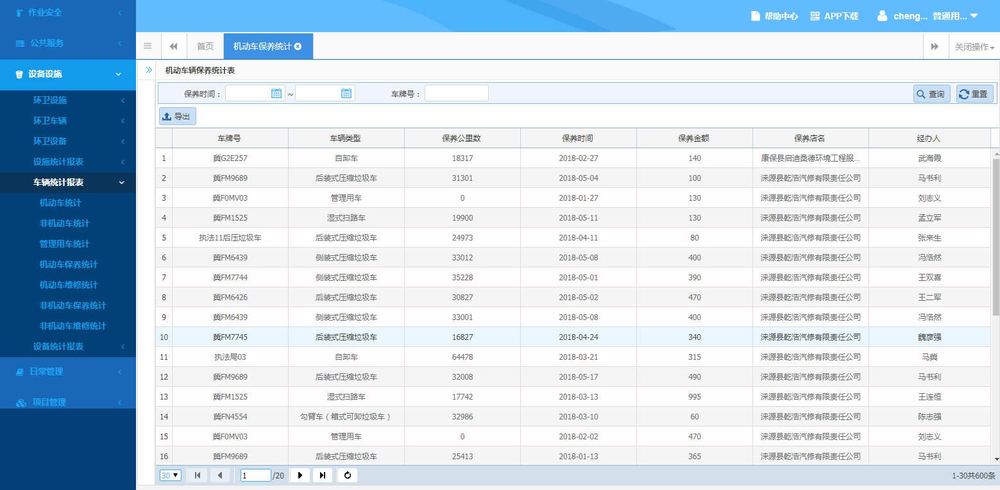 作业安全
公共服务
设备设施
环卫设施
环卫车辆
环卫设备
设施统计报表
车辆统计报表
机动车统计
非机动车统计
管理用车统计
机动车保养统计
机动车维修统计
非机动车保养统计
非机动车维修统计
设备统计报表
日常管理
项目管理
帮助中心 APP下载 cheng... 普通用...
首页 机动车保养统计 关闭操作
机动车辆保养统计表
保养时间： ~ 车牌号： 查询 重置
导出
车牌号 车辆类型 保养公里数 保养时间 保养金额 保养店名 经办人
1 冀G2E257 自卸车 18317 2018-02-27 140 康保县启迪桑德环境工程服... 武海霞
2 冀FM9689 后装式压缩垃圾车 31301 2018-05-04 100 涞源县乾浩汽修有限责任公司 马书利
3 冀F0MV03 管理用车 0 2018-01-27 130 涞源县乾浩汽修有限责任公司 刘志义
4 冀FM1525 湿式扫路车 19900 2018-05-11 130 涞源县乾浩汽修有限责任公司 孟立军
5 执法11后压垃圾车 后装式压缩垃圾车 24973 2018-04-11 80 涞源县乾浩汽修有限责任公司 张来生
6 冀FM6439 侧装式压缩垃圾车 33012 2018-05-08 400 涞源县乾浩汽修有限责任公司 冯浩然
7 冀FM7744 侧装式压缩垃圾车 35228 2018-05-01 390 涞源县乾浩汽修有限责任公司 王双喜
8 冀FM6426 后装式压缩垃圾车 30827 2018-05-02 470 涞源县乾浩汽修有限责任公司 王二军
9 冀FM6439 侧装式压缩垃圾车 33001 2018-05-08 400 涞源县乾浩汽修有限责任公司 冯浩然
10 冀FM7745 后装式压缩垃圾车 16827 2018-04-24 340 涞源县乾浩汽修有限责任公司 魏彦强
11 执法局03 自卸车 64478 2018-03-21 315 涞源县乾浩汽修有限责任公司 马冀
12 冀FM9689 后装式压缩垃圾车 32008 2018-05-17 490 涞源县乾浩汽修有限责任公司 马书利
13 冀FM1525 湿式扫路车 17742 2018-03-13 995 涞源县乾浩汽修有限责任公司 王连恒
14 冀FN4554 勾臂车（箱式可卸垃圾车） 32986 2018-03-10 60 涞源县乾浩汽修有限责任公司 陈志强
15 冀F0MV03 管理用车 0 2018-02-02 470 涞源县乾浩汽修有限责任公司 刘志义
16 冀FM9689 后装式压缩垃圾车 25413 2018-01-13 365 涞源县乾浩汽修有限责任公司 马书利
30 1 /20 1-30共600条